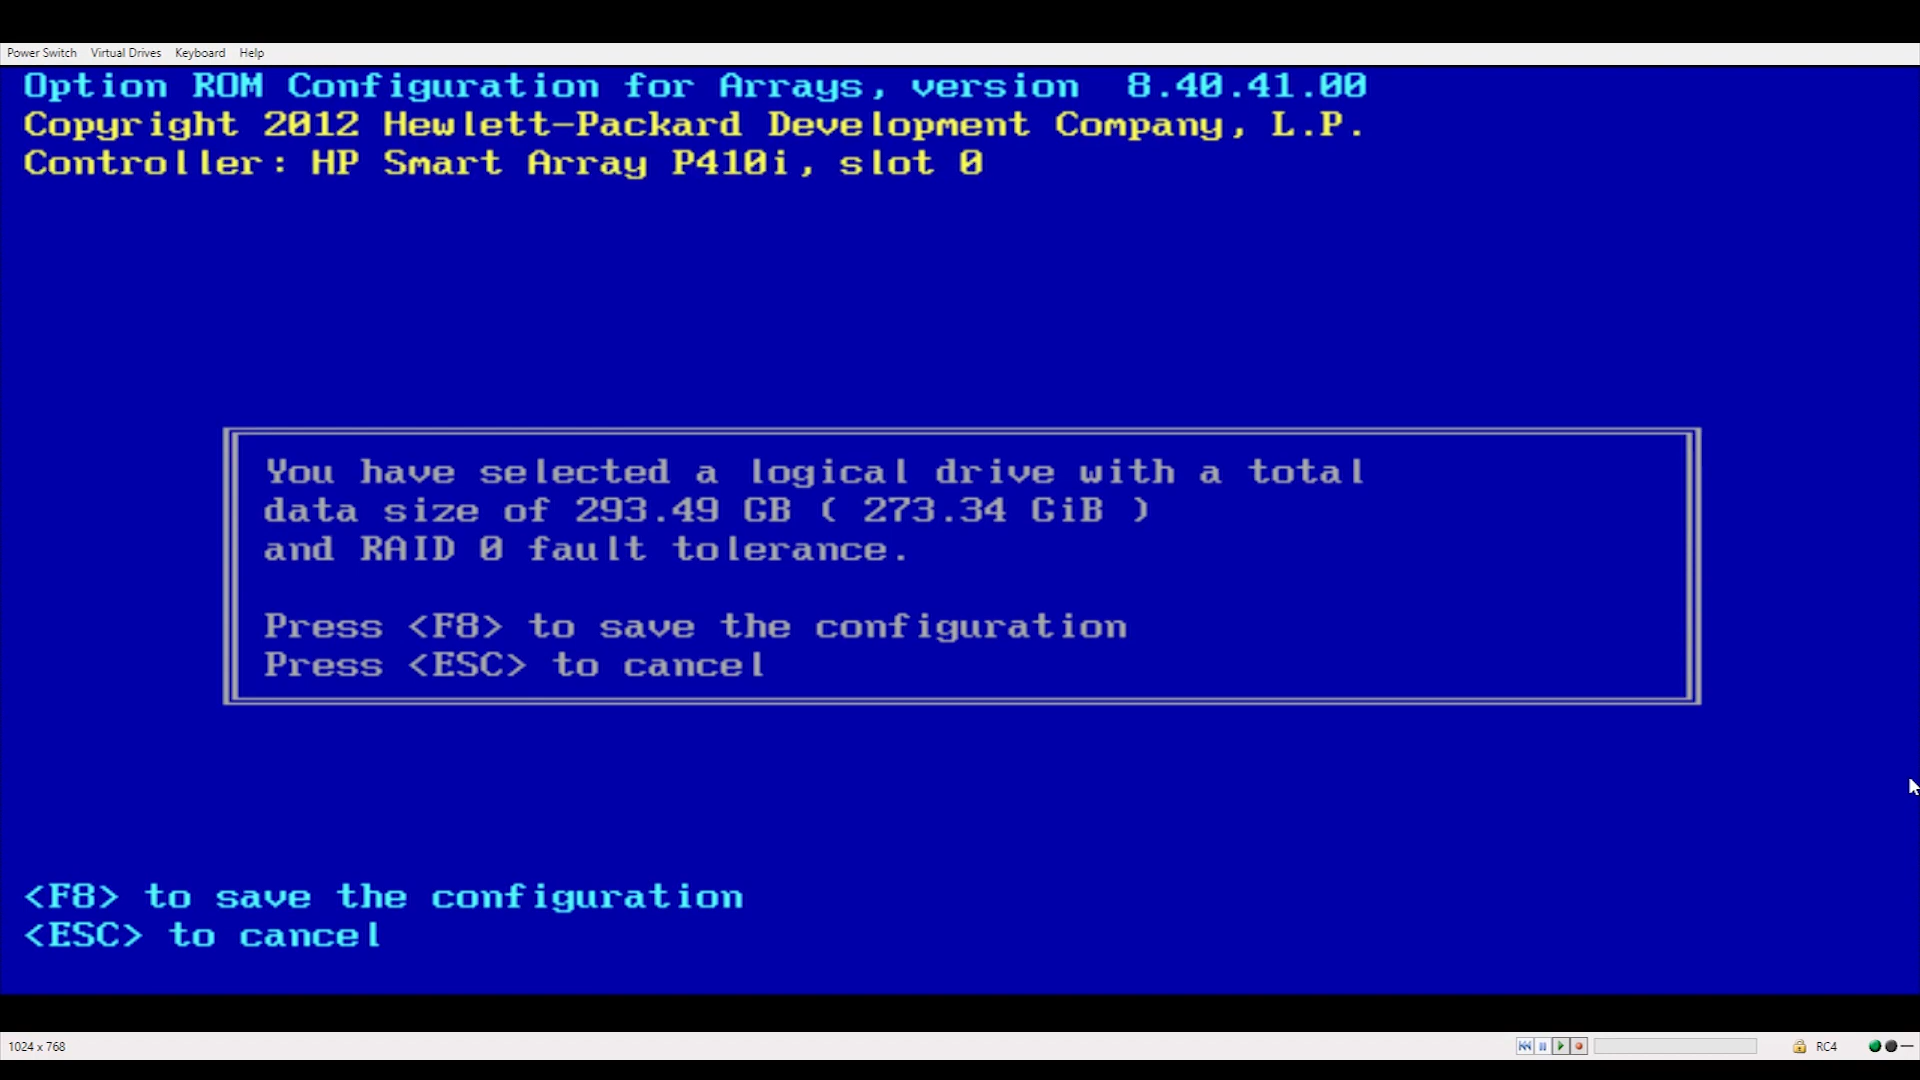 Power Switch Virtual Drives Keyboard Help
Option ROM Configuration for Arrays, version  8.40.41.00
Copyright 2012 Hewlett-Packard Development Company, L.P.
Controller: HP Smart Array P410i, slot 0
You have selected a logical drive with a total
data size of 293.49 GB ( 273.34 GiB )
and RAID 0 fault tolerance.
Press <F8> to save the configuration
Press <ESC> to cancel
<F8> to save the configuration
<ESC> to cancel
1024 x 768
RC4